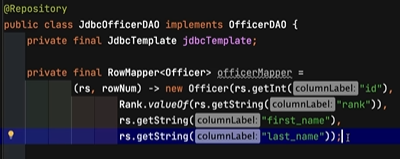 @Repository
public class JdbcOfficerDAO implements OfficerDAO {
private final JdbcTemplate jdbcTemplate;
private final RowMapper<Officer> officerMapper =
(rs, rowNum) -> new Officer(rs.getInt( columnLabel: "id"),
Rank.valueOf(rs.getString( columnLabel: "rank")),
rs.getString( columnLabel: "first_name"),
rs.getString( columnLabel: "last_name"));